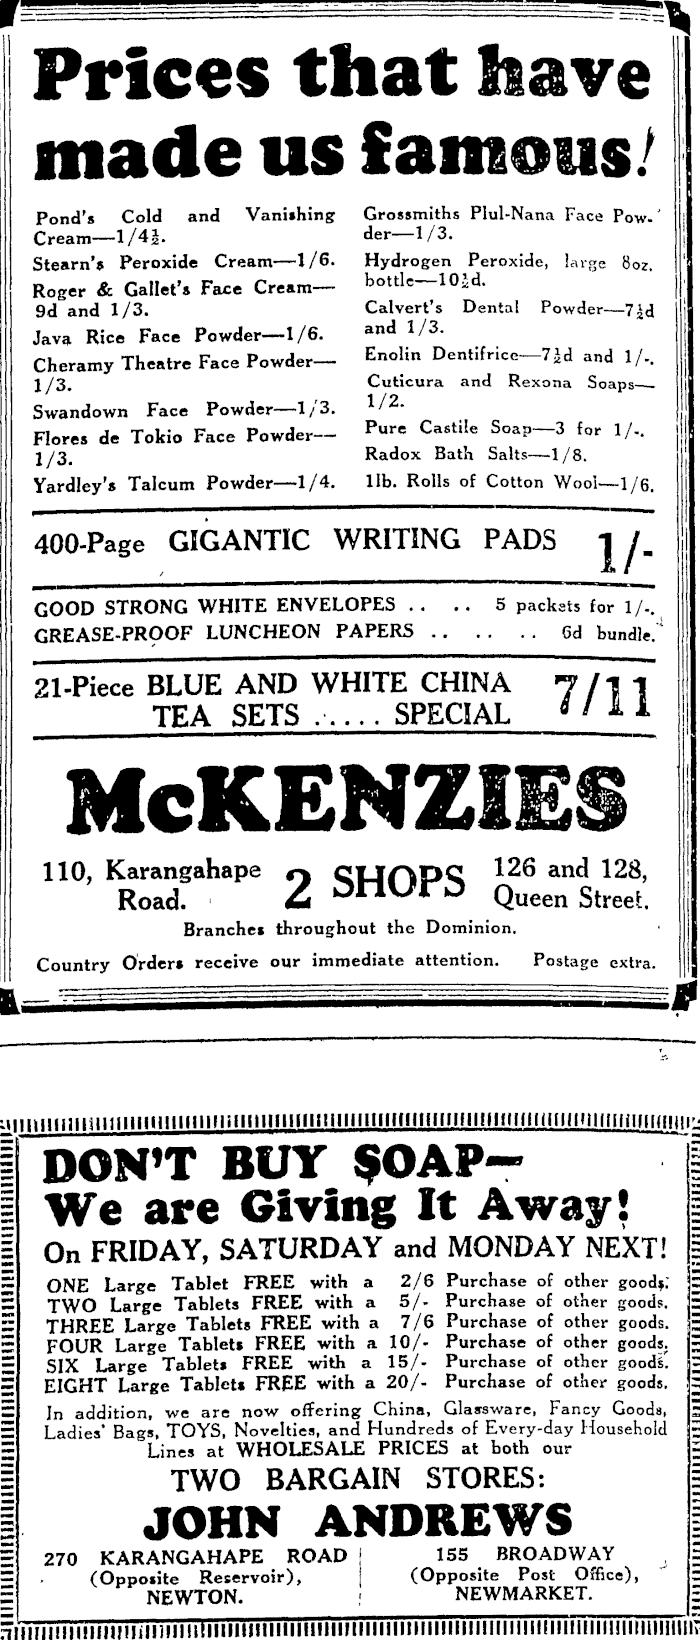 Prices that have
made us famous!
Pond's Cold and Vanishing
Cream—1/4½.
Stearn's Peroxide Cream—1/6.
Roger & Gallet's Face Cream—
9d and 1/3.
Java Rice Face Powder—1/6.
Cheramy Theatre Face Powder—
1/3.
Swandown Face Powder—1/3.
Flores de Tokio Face Powder—
1/3.
Yardley's Talcum Powder—1/4.
Grossmiths Plul-Nana Face Pow-
der—1/3.
Hydrogen Peroxide, large 8oz.
bottle—10½d.
Calvert's Dental Powder—7½d
and 1/3.
Enolin Dentifrice—7½d and 1/-.
Cuticura and Rexona Soaps—
1/2.
Pure Castile Soap—3 for 1/-.
Radox Bath Salts—1/8.
1lb. Rolls of Cotton Wool—1/6.
400-Page GIGANTIC WRITING PADS 1/-
GOOD STRONG WHITE ENVELOPES .. .. 5 packets for 1/-.
GREASE-PROOF LUNCHEON PAPERS .. .. .. 6d bundle.
21-Piece BLUE AND WHITE CHINA
TEA SETS ..... SPECIAL 7/11
McKENZIES
110, Karangahape
Road.
2 SHOPS
126 and 128,
Queen Street.
Branches throughout the Dominion.
Country Orders receive our immediate attention. Postage extra.
DON'T BUY SOAP—
We are Giving It Away!
On FRIDAY, SATURDAY and MONDAY NEXT!
ONE Large Tablet FREE with a 2/6 Purchase of other goods.
TWO Large Tablets FREE with a 5/- Purchase of other goods.
THREE Large Tablets FREE with a 7/6 Purchase of other goods.
FOUR Large Tablets FREE with a 10/- Purchase of other goods.
SIX Large Tablets FREE with a 15/- Purchase of other goods.
EIGHT Large Tablets FREE with a 20/- Purchase of other goods.
In addition, we are now offering China, Glassware, Fancy Goods,
Ladies' Bags, TOYS, Novelties, and Hundreds of Every-day Household
Lines at WHOLESALE PRICES at both our
TWO BARGAIN STORES:
JOHN ANDREWS
270 KARANGAHAPE ROAD
(Opposite Reservoir),
NEWTON.
155 BROADWAY
(Opposite Post Office),
NEWMARKET.